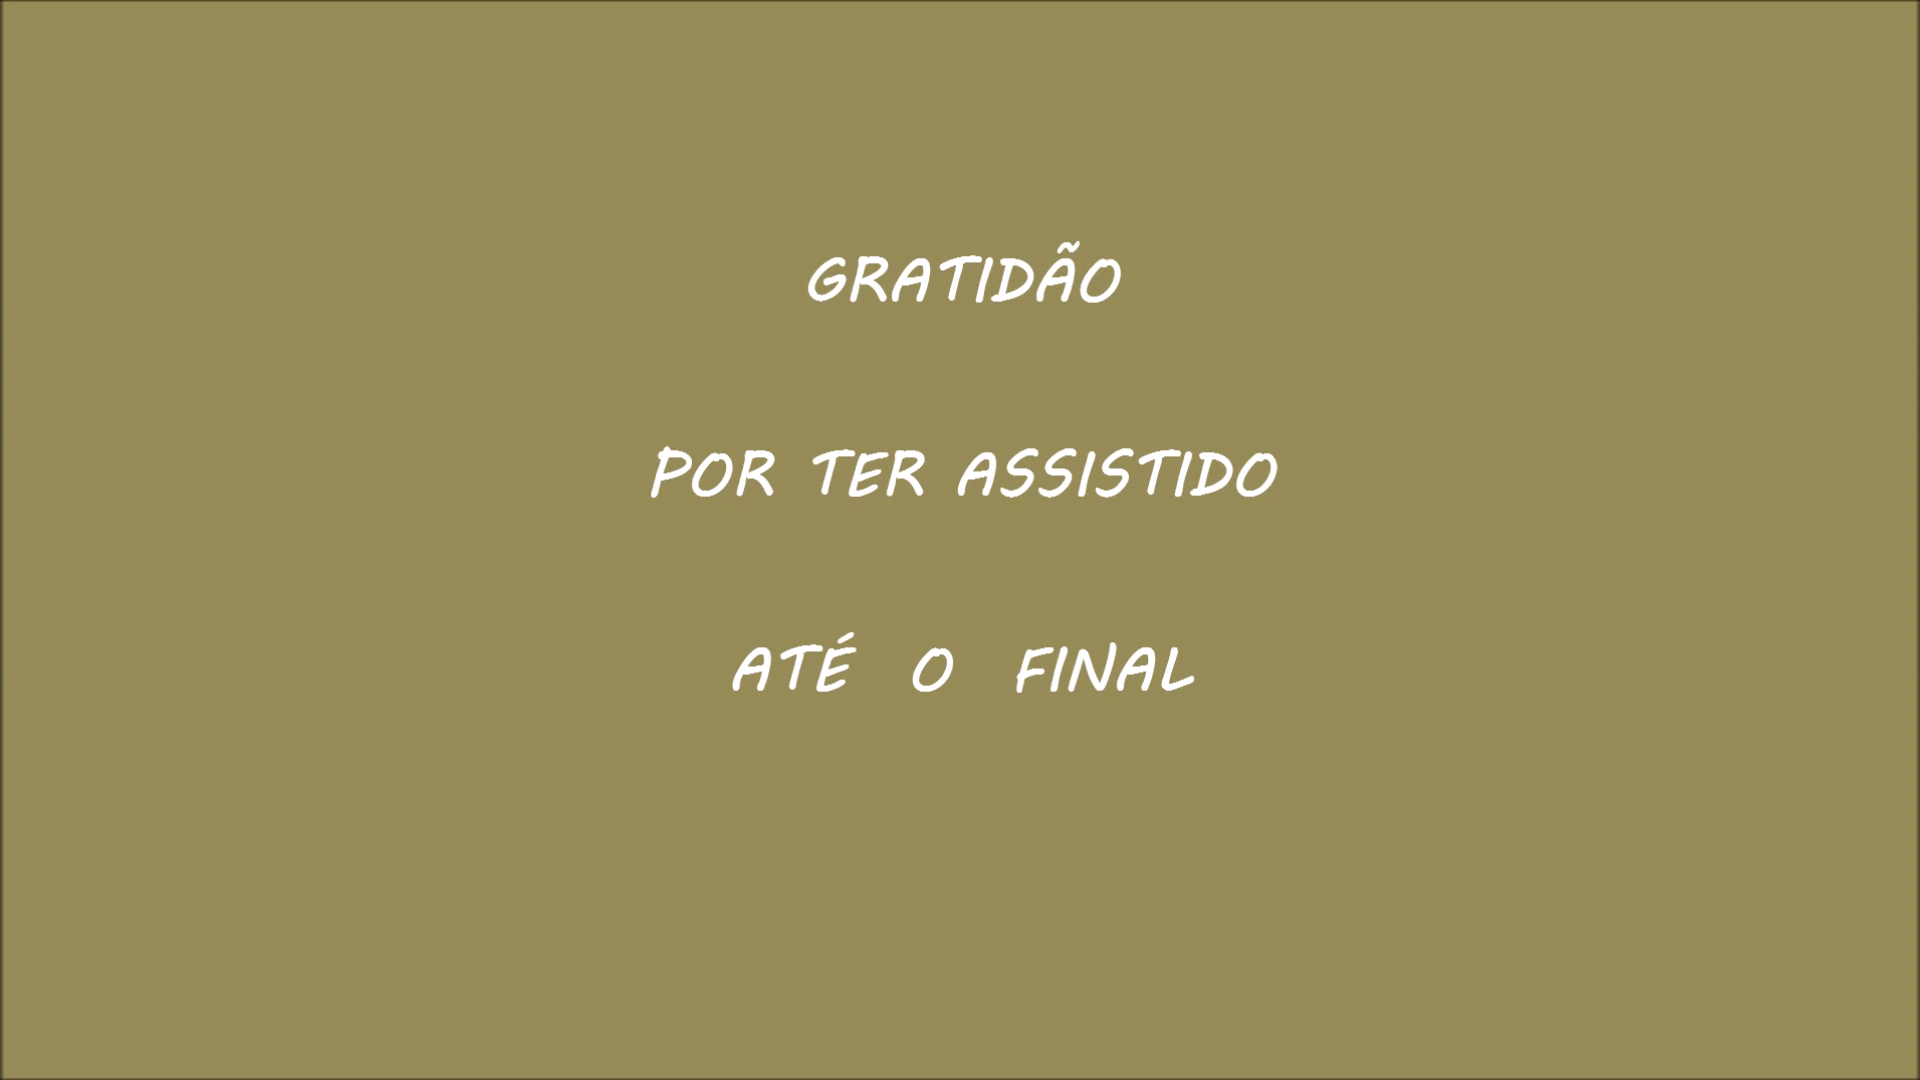 GRATIDÃO
POR TER ASSISTIDO
ATÉ O FINAL